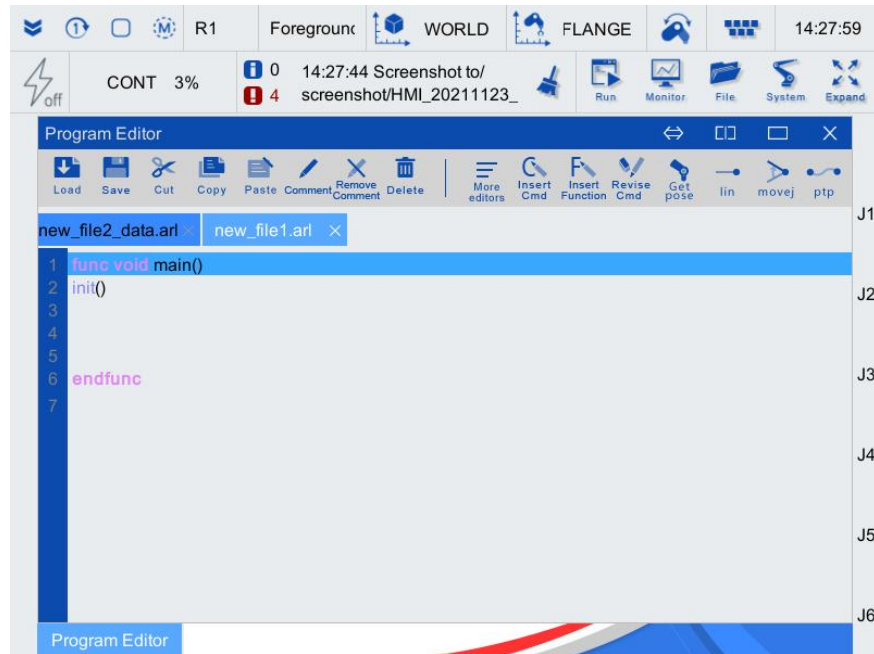 R1 Foregrounc WORLD FLANGE 14:27:59
off CONT 3% 0 14:27:44 Screenshot to/
4 screenshot/HMI_20211123_
Run Monitor File System Expand
Program Editor
Load Save Cut Copy Paste Comment Remove Comment Delete More editors Insert Cmd Insert Function Revise Cmd Get pose lin movej ptp
J1
new_file2_data.arl new_file1.arl
1 func void main()
2 init()
J2
3
4
5
6 endfunc
J3
7
J4
J5
J6
Program Editor